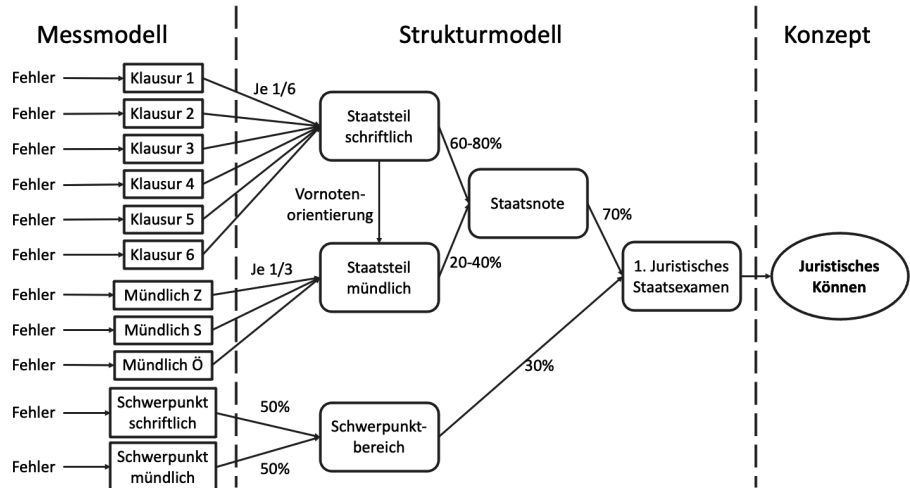 Messmodell
Strukturmodell
Konzept
Fehler
Klausur 1
Fehler
Klausur 2
Fehler
Klausur 3
Fehler
Klausur 4
Fehler
Klausur 5
Fehler
Klausur 6
Fehler
Mündlich Z
Fehler
Mündlich S
Fehler
Mündlich Ö
Fehler
Schwerpunkt
schriftlich
Fehler
Schwerpunkt
mündlich
Je 1/6
Staatsteil
schriftlich
Vornoten-
orientierung
Je 1/3
Staatsteil
mündlich
50%
50%
Schwerpunkt-
bereich
60-80%
20-40%
Staatsnote
70%
30%
1. Juristisches
Staatsexamen
Juristisches
Können